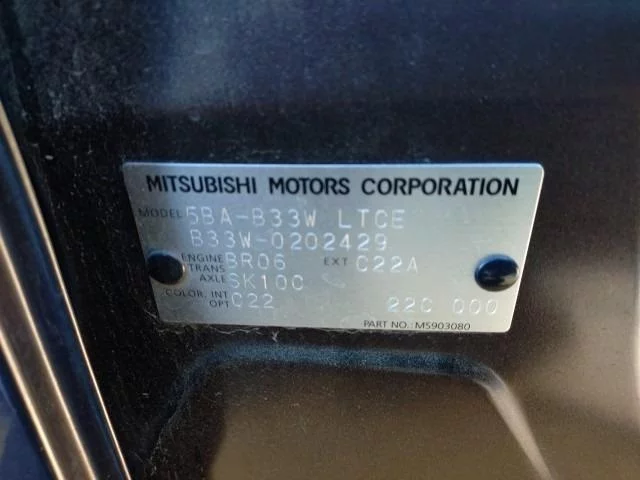 MITSUBISHI MOTORS CORPORATION
MODEL 5BA-B33W LTCE
B33W-0202429
ENGINE BR06 EXT C22A
TRANS AXLE SK10C
COLOR, INT OPT C22 22C 000
PART NO.: M5903080